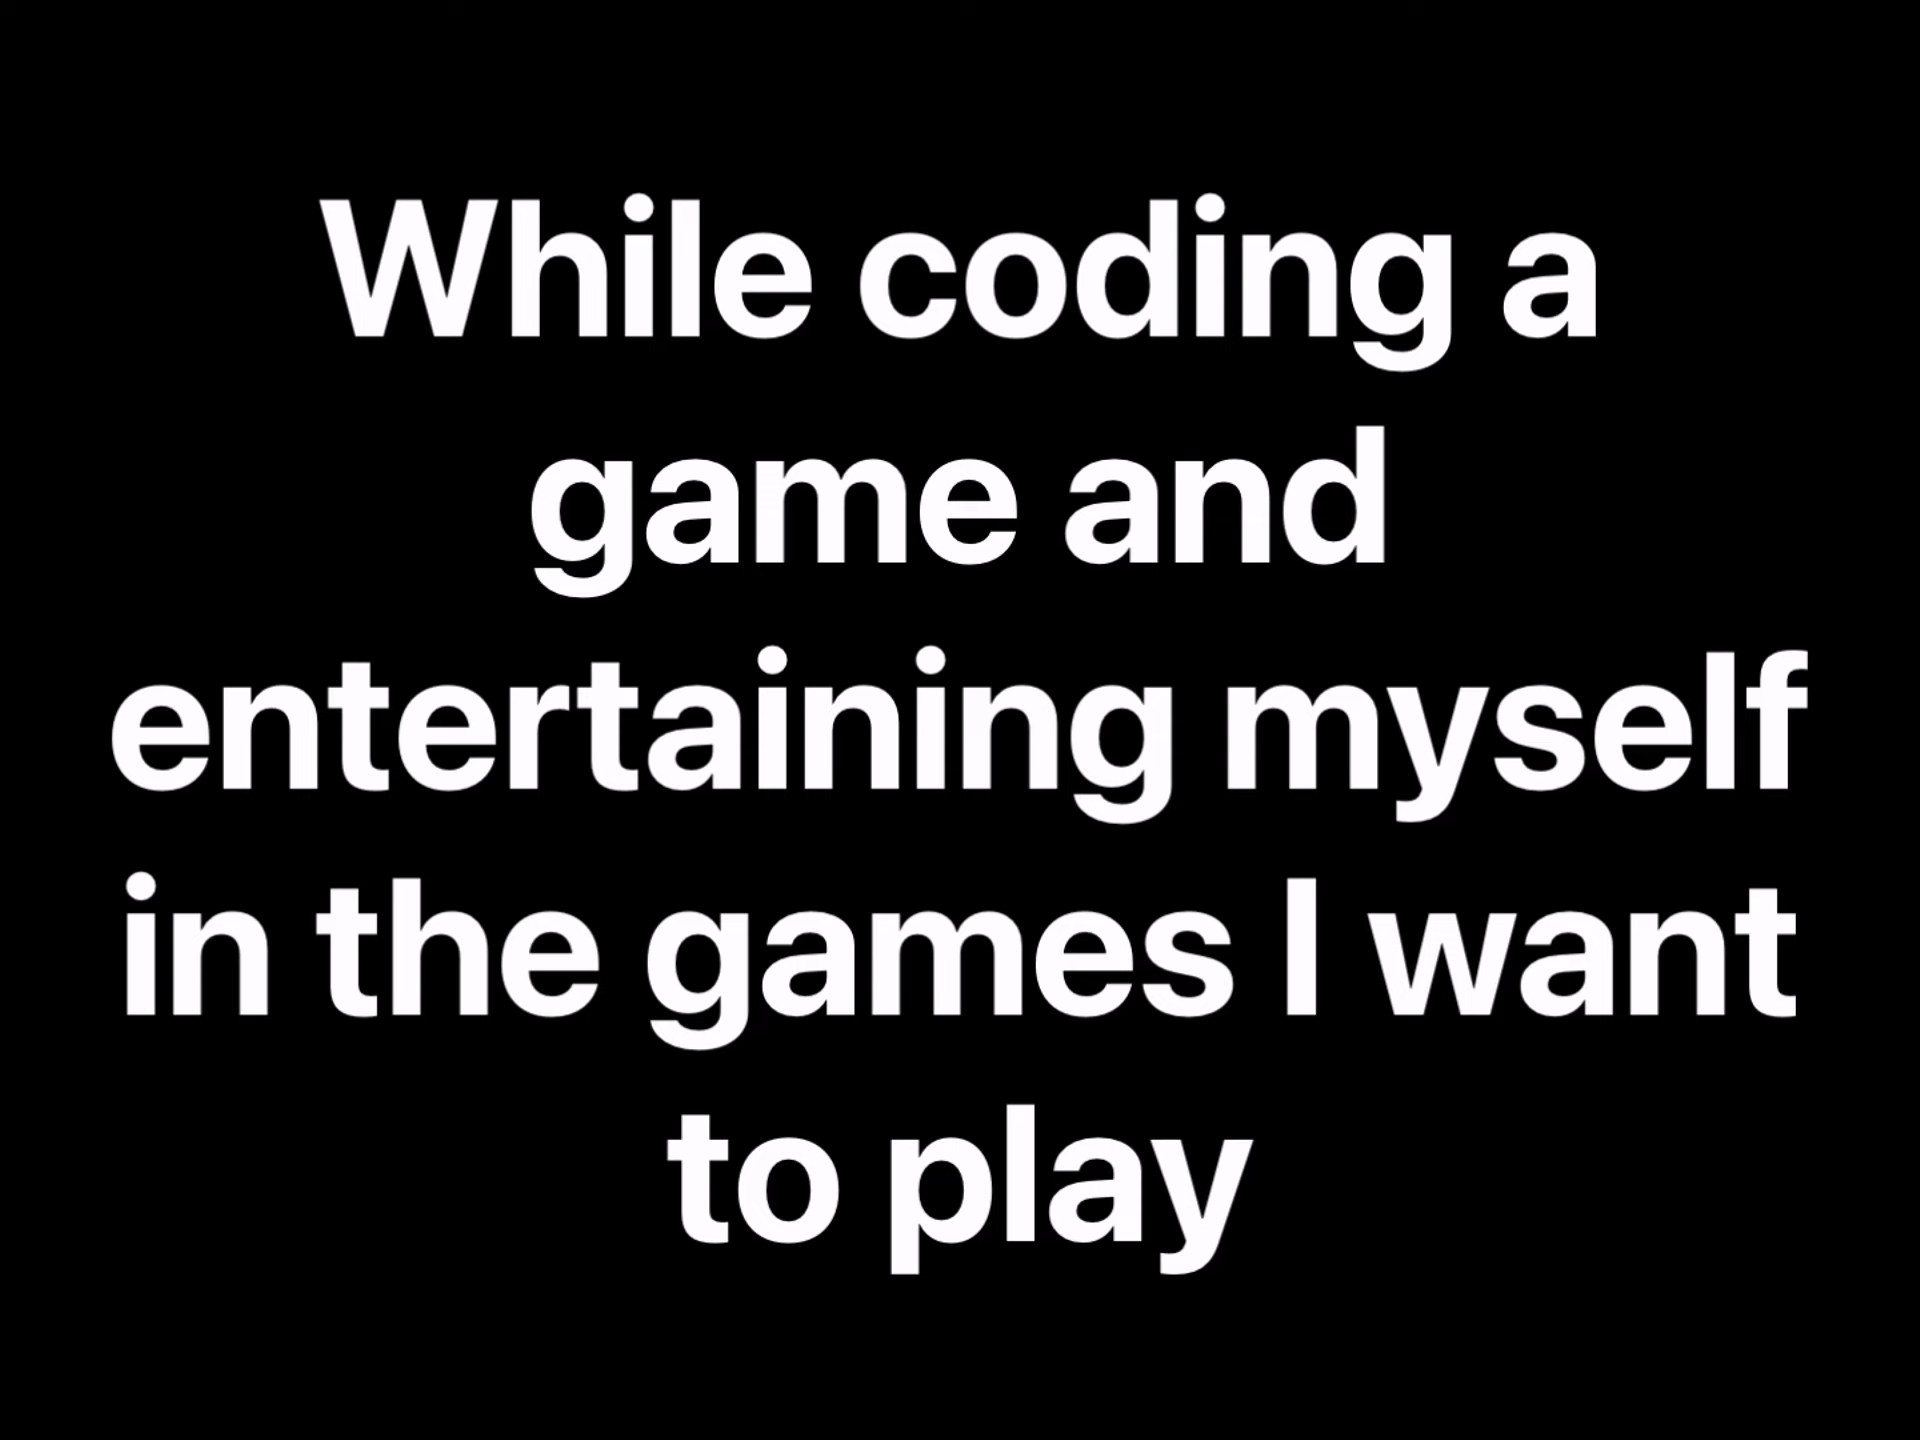 While coding a
game and
entertaining myself
in the games I want
to play